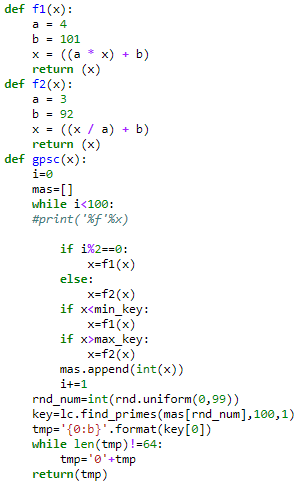 def f1(x):
    a = 4
    b = 101
    x = ((a * x) + b)
    return (x)
def f2(x):
    a = 3
    b = 92
    x = ((x / a) + b)
    return (x)
def gpsc(x):
    i=0
    mas=[]
    while i<100:
    #print('%f'%x)

        if i%2==0:
            x=f1(x)
        else:
            x=f2(x)
        if x<min_key:
            x=f1(x)
        if x>max_key:
            x=f2(x)
        mas.append(int(x))
        i+=1
    rnd_num=int(rnd.uniform(0,99))
    key=lc.find_primes(mas[rnd_num],100,1)
    tmp='{0:b}'.format(key[0])
    while len(tmp)!=64:
        tmp='0'+tmp
    return(tmp)